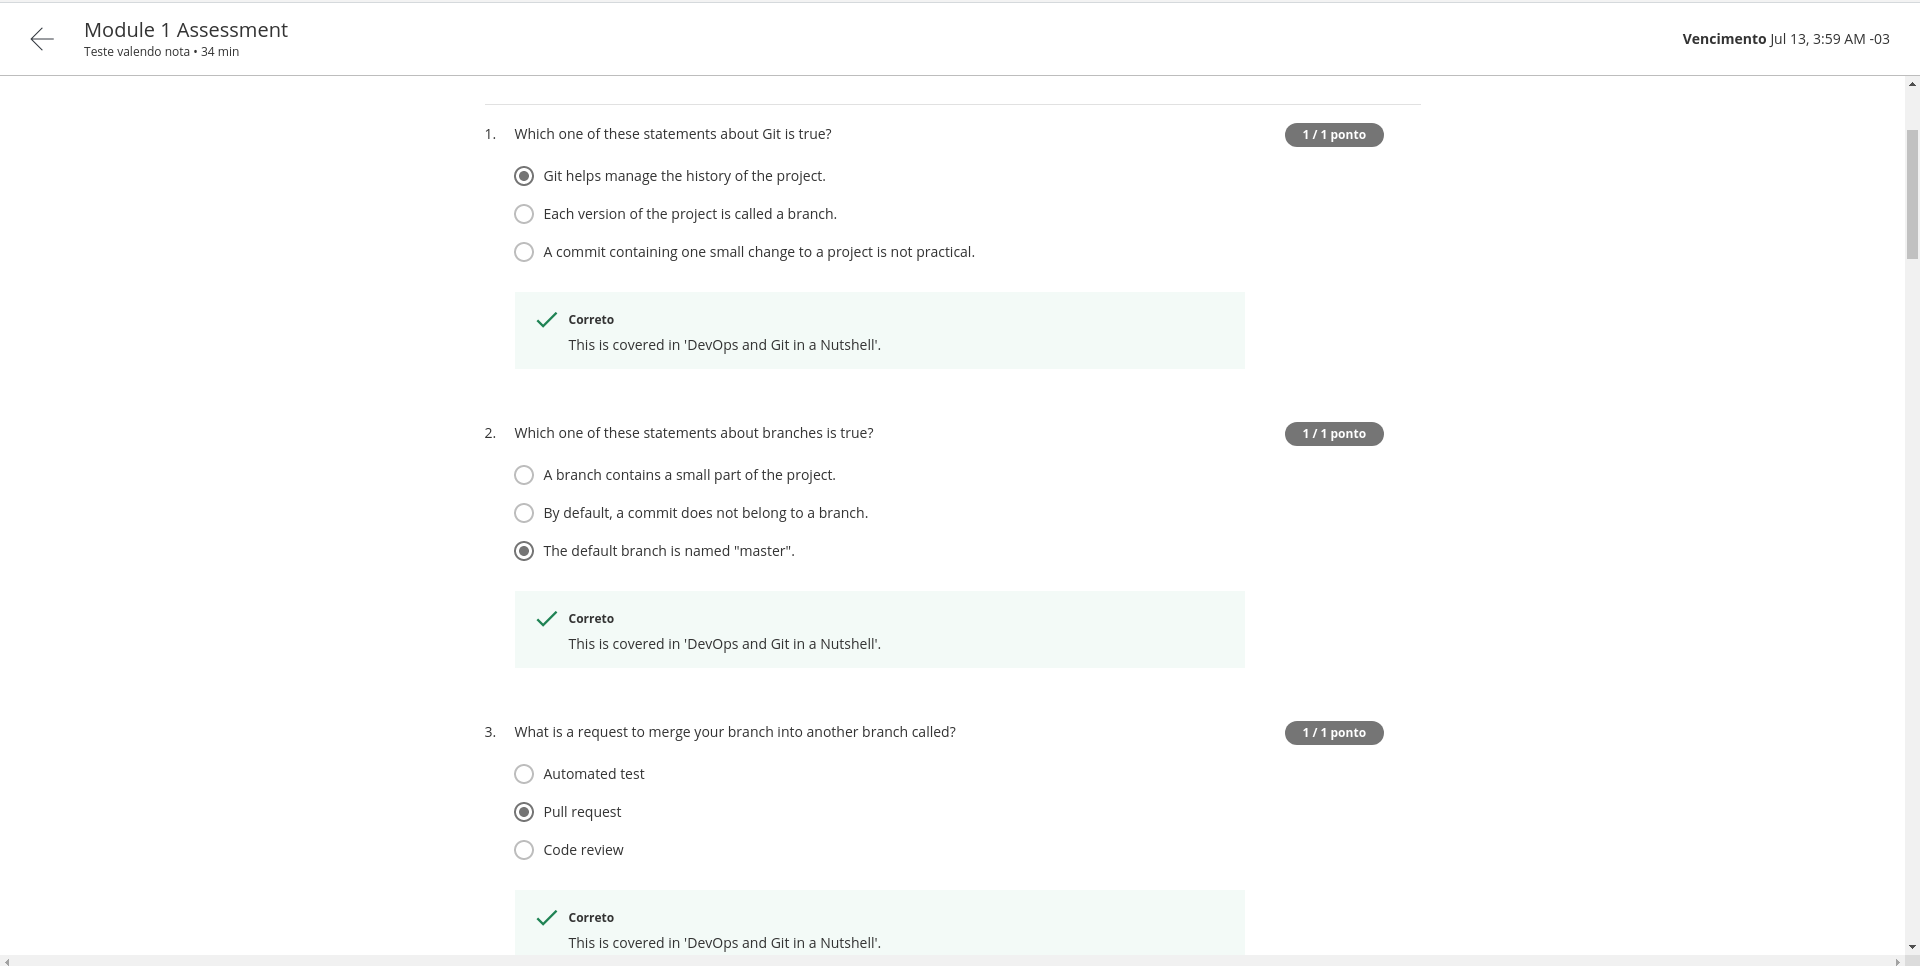 Module 1 Assessment
Teste valendo nota • 34 min
Vencimento Jul 13, 3:59 AM -03
1. Which one of these statements about Git is true?
1 / 1 ponto
Git helps manage the history of the project.
Each version of the project is called a branch.
A commit containing one small change to a project is not practical.
Correto
This is covered in 'DevOps and Git in a Nutshell'.
2. Which one of these statements about branches is true?
1 / 1 ponto
A branch contains a small part of the project.
By default, a commit does not belong to a branch.
The default branch is named "master".
Correto
This is covered in 'DevOps and Git in a Nutshell'.
3. What is a request to merge your branch into another branch called?
1 / 1 ponto
Automated test
Pull request
Code review
Correto
This is covered in 'DevOps and Git in a Nutshell'.